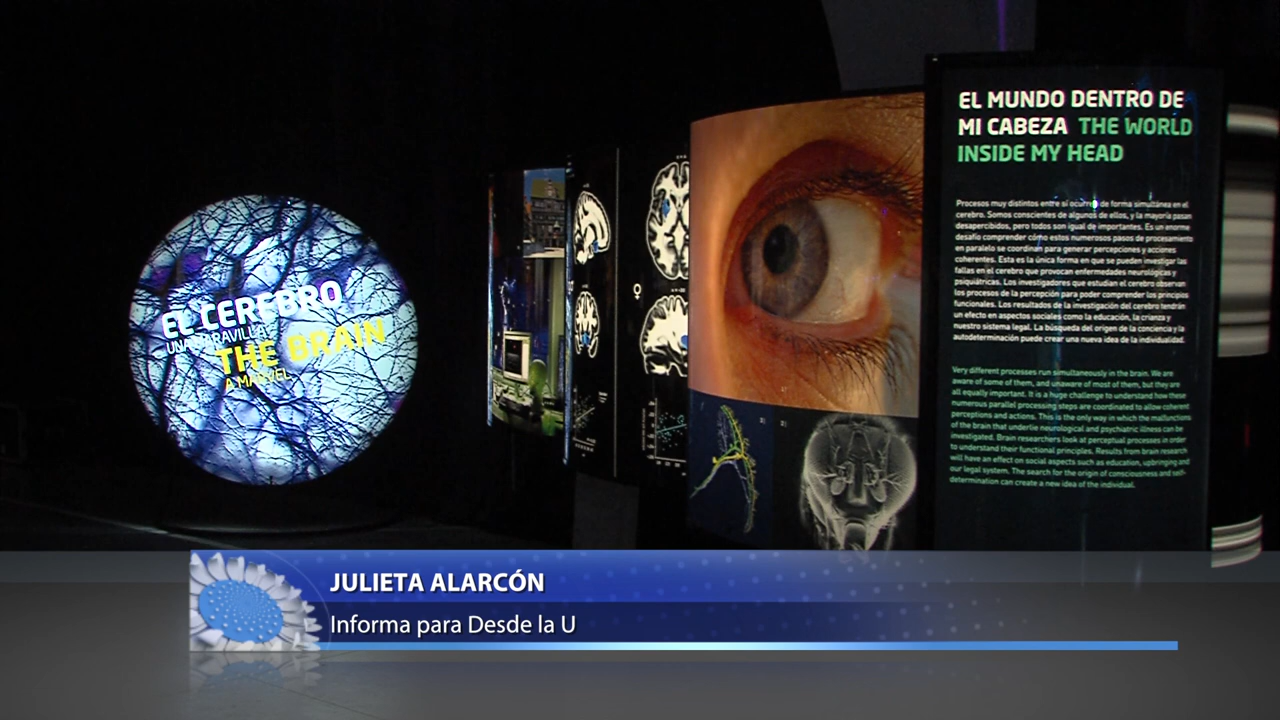 EL CEREBRO
UNA MARAVILLA
THE BRAIN
A MARVEL
EL MUNDO DENTRO DE
MI CABEZA THE WORLD
INSIDE MY HEAD
Procesos muy distintos entre sí ocurren de forma simultánea en el
cerebro. Somos conscientes de algunos de ellos, y la mayoría pasan
desapercibidos, pero todos son igual de importantes. Es un enorme
desafío comprender cómo estos numerosos pasos de procesamiento
en paralelo se coordinan para generar percepciones y acciones
coherentes. Esta es la única forma en que se pueden investigar las
fallas en el cerebro que provocan enfermedades neurológicas y
psiquiátricas. Los investigadores que estudian el cerebro observan
los procesos de la percepción para poder comprender los principios
funcionales. Los resultados de la investigación del cerebro tendrán
un efecto en aspectos sociales como la educación, la crianza y
nuestro sistema legal. La búsqueda del origen de la conciencia y la
autodeterminación puede crear una nueva idea de la individualidad.
Very different processes run simultaneously in the brain. We are
aware of some of them, and unaware of most of them, but they are
all equally important. It is a huge challenge to understand how these
numerous parallel processing steps are coordinated to allow coherent
perceptions and actions. This is the only way in which the malfunctions
of the brain that underlie neurological and psychiatric illness can be
investigated. Brain researchers look at perceptual processes in order
to understand their functional principles. Results from brain research
will have an effect on social aspects such as education, upbringing and
our legal system. The search for the origin of consciousness and self-
determination can create a new idea of the individual.
JULIETA ALARCÓN
Informa para Desde la U